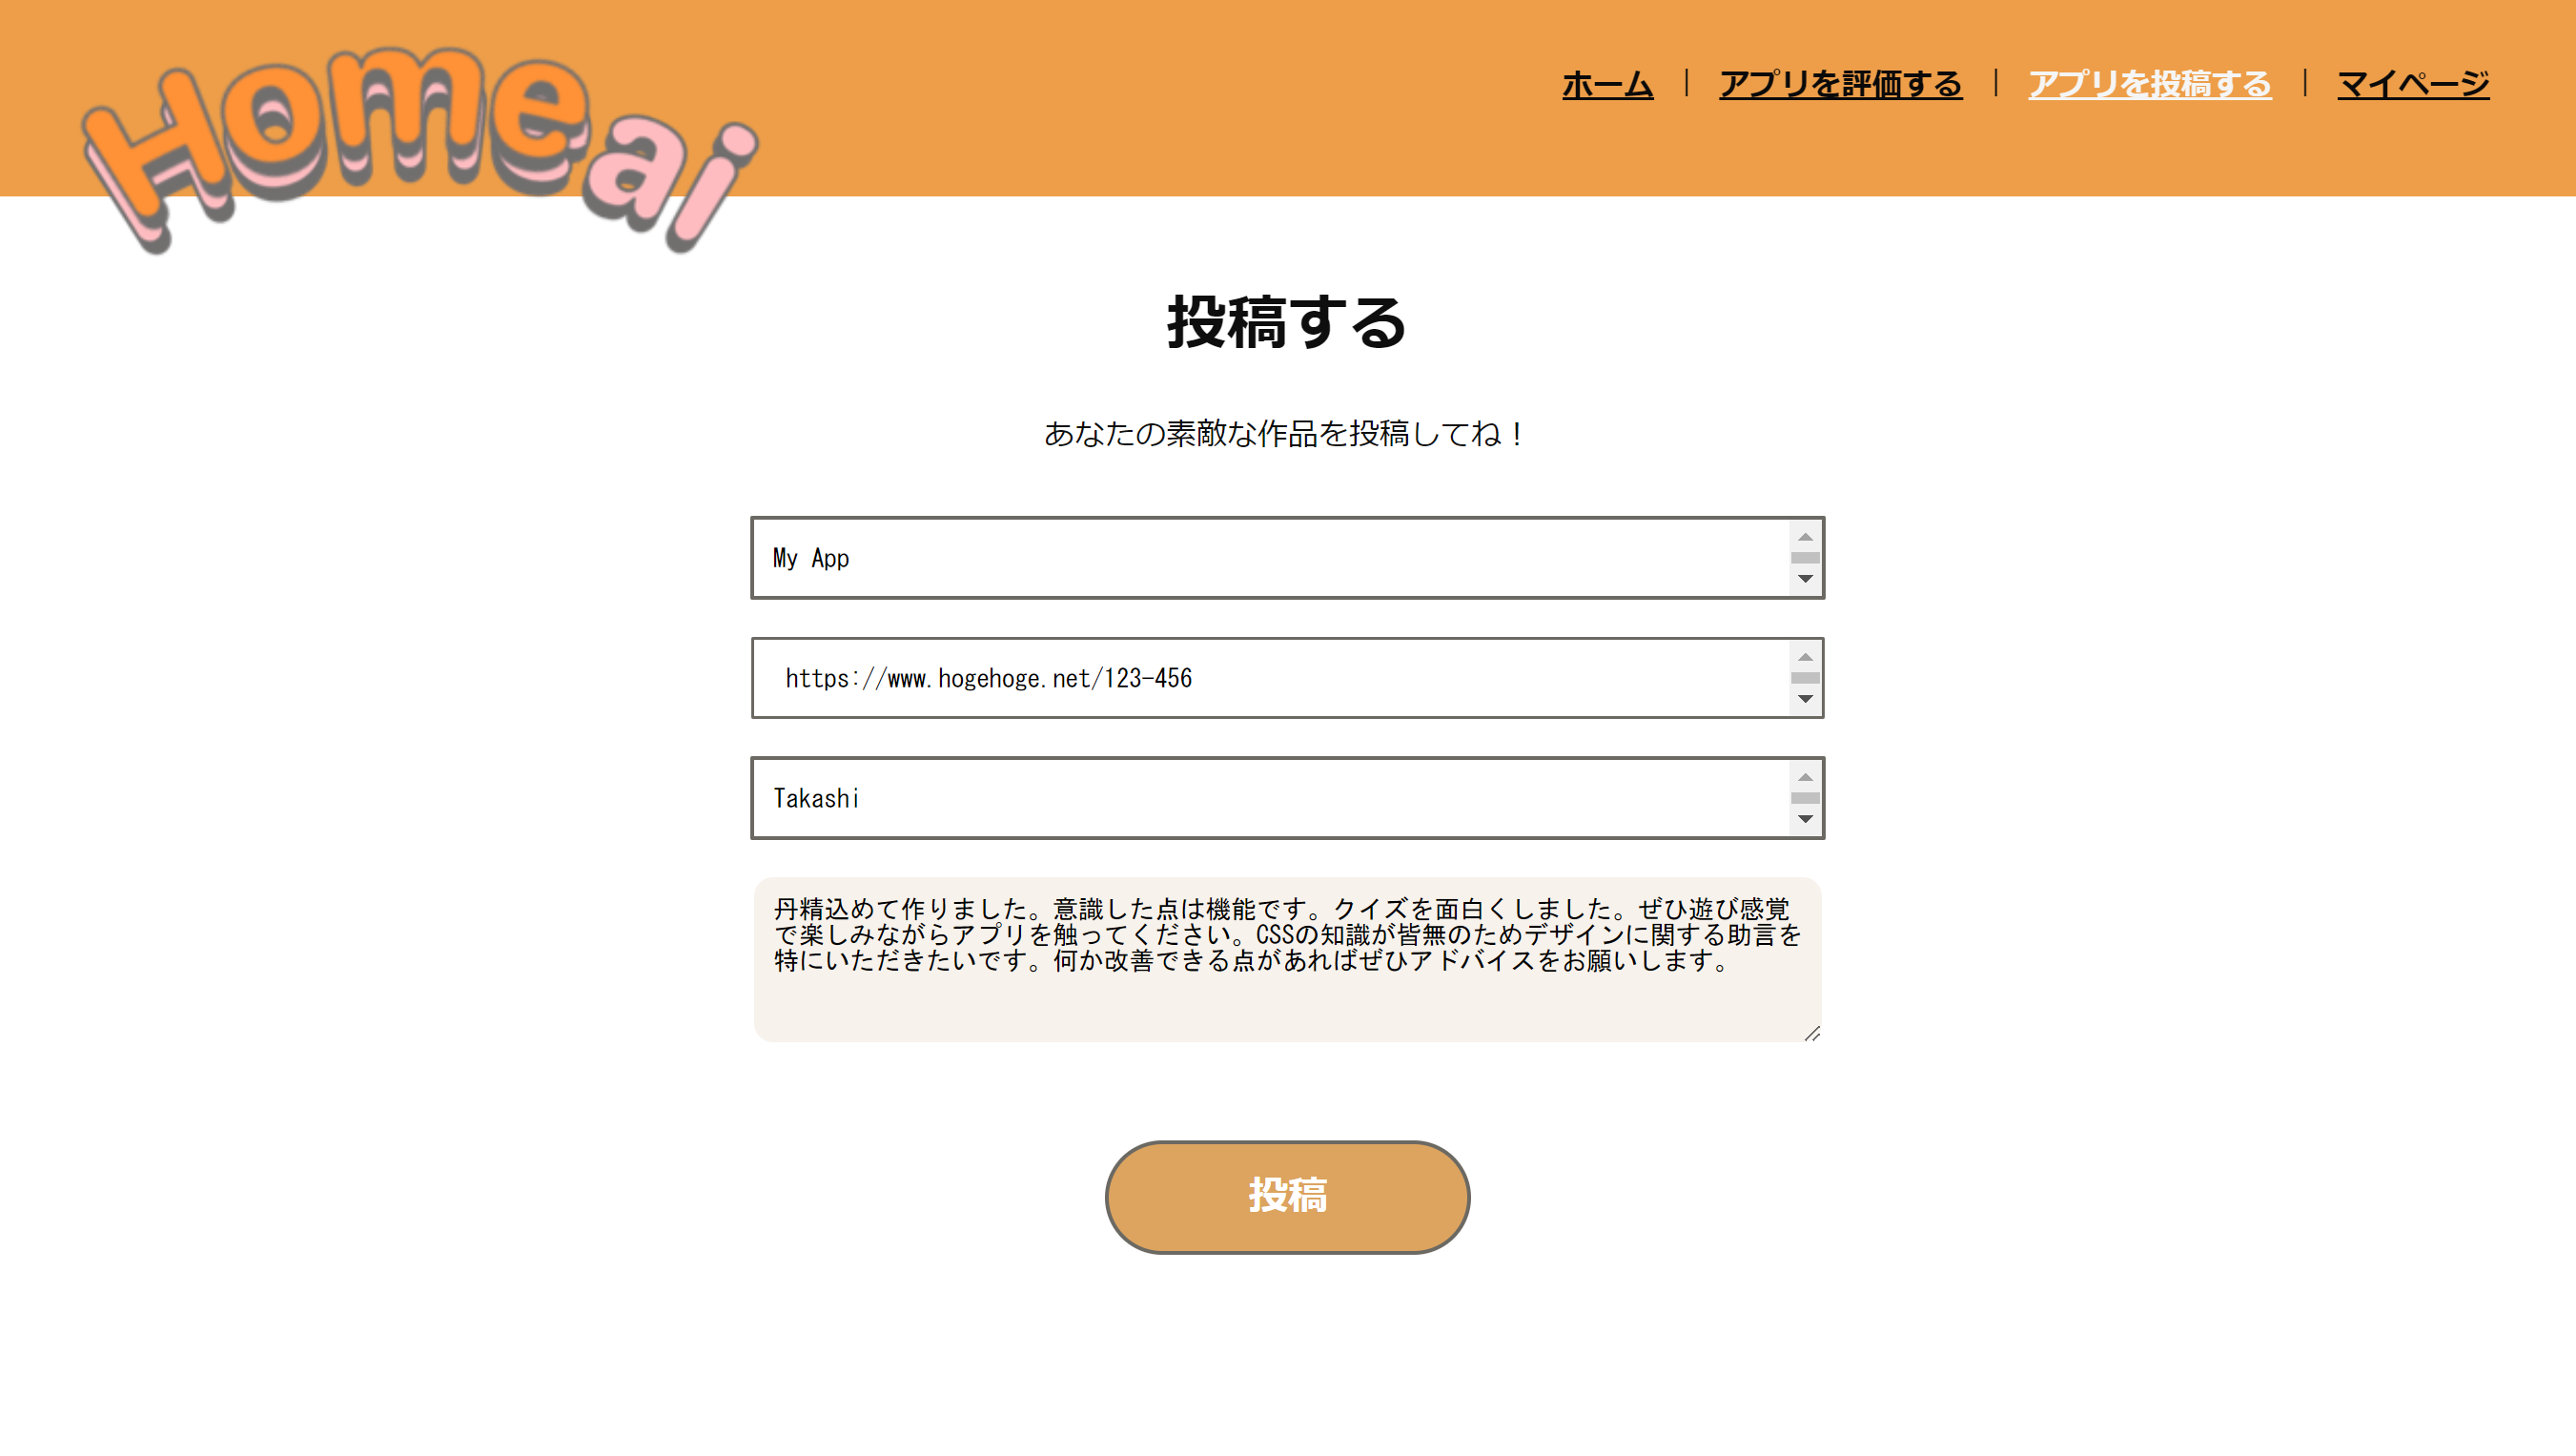 Homeai
ホーム | アプリを評価する | アプリを投稿する | マイページ
投稿する
あなたの素敵な作品を投稿してね！
My App
https://www.hogehoge.net/123-456
Takashi
丹精込めて作りました。意識した点は機能です。クイズを面白くしました。ぜひ遊び感覚
で楽しみながらアプリを触ってください。CSSの知識が皆無のためデザインに関する助言を
特にいただきたいです。何か改善できる点があればぜひアドバイスをお願いします。
投稿